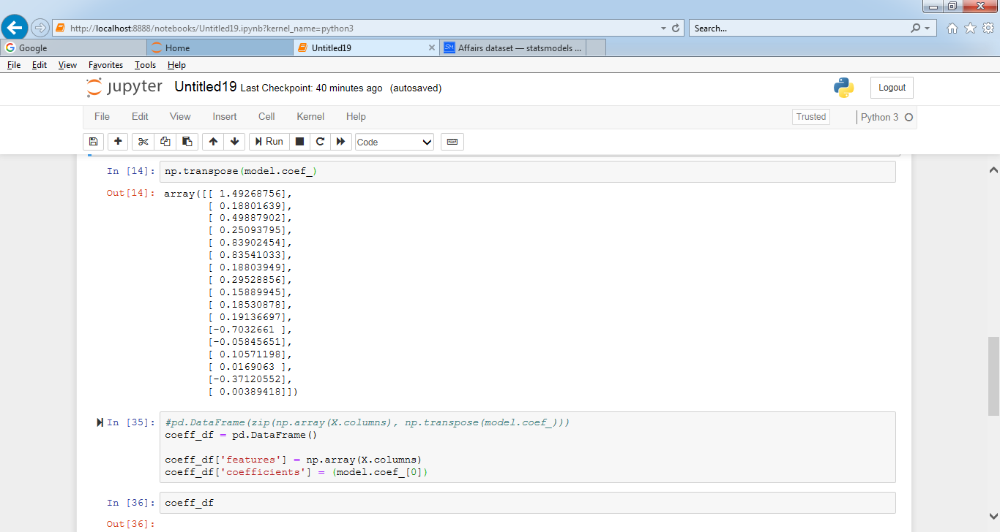 http://localhost:8888/notebooks/Untitled19.ipynb?kernel_name=python3
Search...
Google
Home
Untitled19
SM Affairs dataset — statsmodels ...
File Edit View Favorites Tools Help
jupyter Untitled19 Last Checkpoint: 40 minutes ago (autosaved)
Logout
File Edit View Insert Cell Kernel Help
Trusted
Python 3
Run
Code
In [14]: np.transpose(model.coef_)
Out[14]: array([[ 1.49268756],
[ 0.18801639],
[ 0.49887902],
[ 0.25093795],
[ 0.83902454],
[ 0.83541033],
[ 0.18803949],
[ 0.29528856],
[ 0.15889945],
[ 0.18530878],
[ 0.19136697],
[-0.7032661 ],
[-0.05845651],
[ 0.10571198],
[ 0.0169063 ],
[-0.37120552],
[ 0.00389418]])
In [35]: #pd.DataFrame(zip(np.array(X.columns), np.transpose(model.coef_)))
coeff_df = pd.DataFrame()
coeff_df['features'] = np.array(X.columns)
coeff_df['coefficients'] = (model.coef_[0])
In [36]: coeff_df
Out[36]: